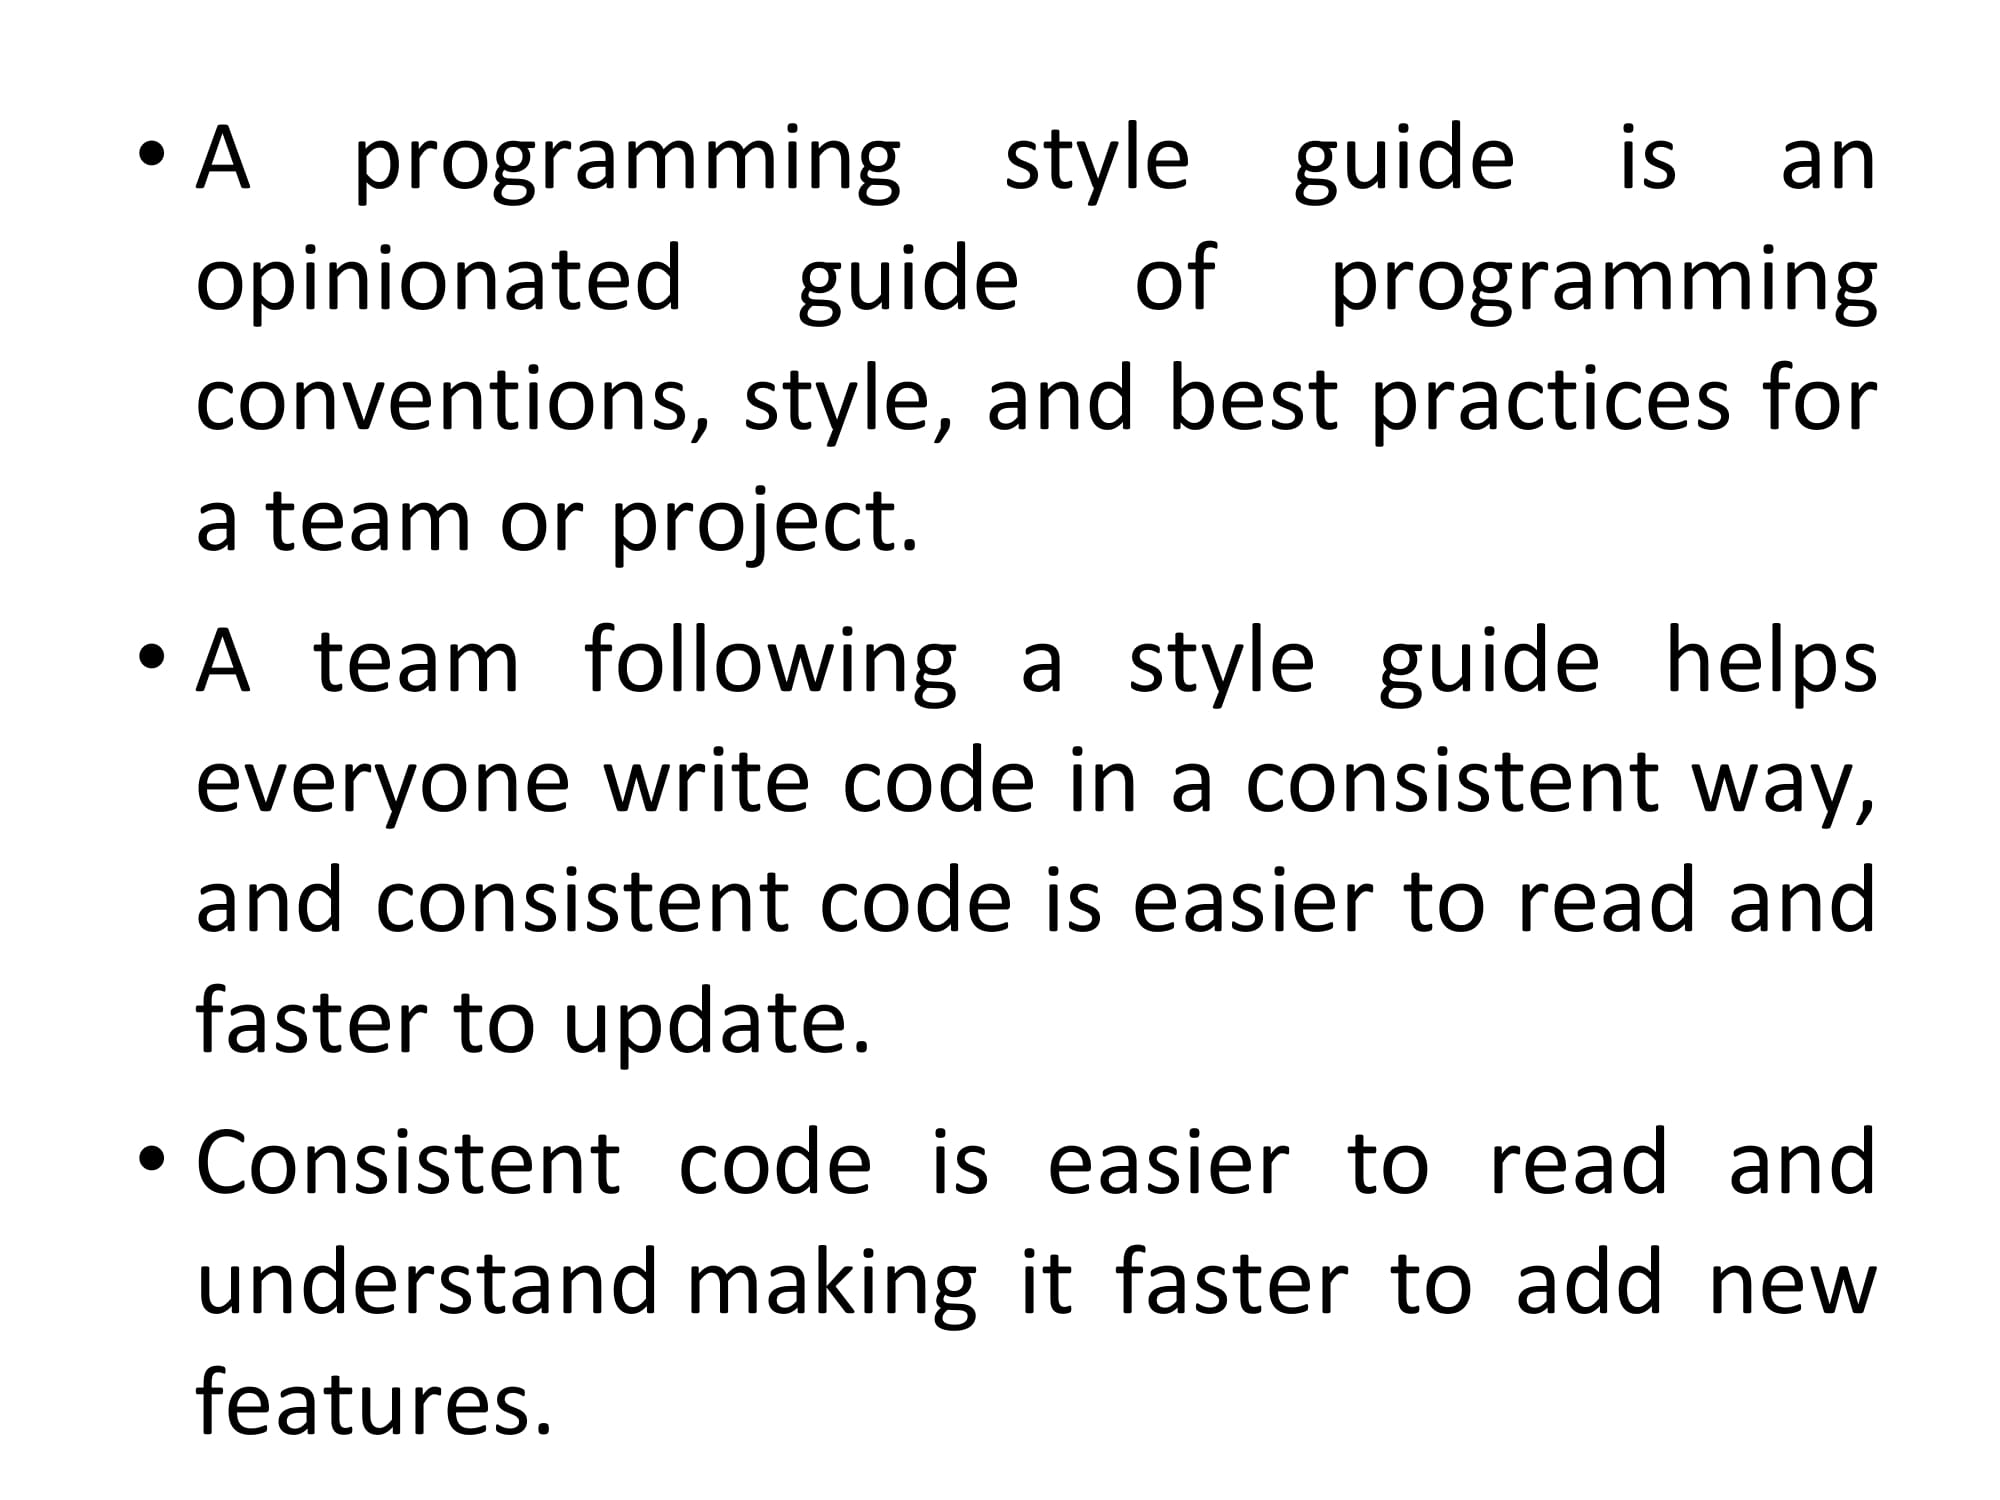 • A programming style guide is an
opinionated guide of programming
conventions, style, and best practices for
a team or project.
• A team following a style guide helps
everyone write code in a consistent way,
and consistent code is easier to read and
faster to update.
• Consistent code is easier to read and
understand making it faster to add new
features.